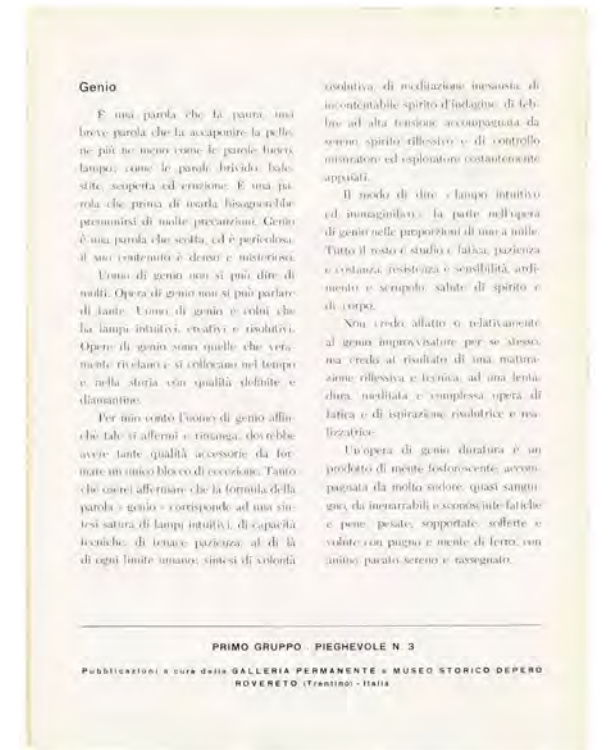 Genio
È una parola che fa paura, una
breve parola che fa accapponire la pelle,
nè più nè meno come le parole fuoco,
lampo, come le parole brivido, bale-
stite, scoperta ed eruzione. È una pa-
rola che prima di usarla bisognerebbe
premunirsi di molte precauzioni. Genio
è una parola che scotta, ed è pericolosa,
il suo contenuto è denso e misterioso.
Uomo di genio non si può dire di
molti. Opera di genio non si può parlare
di tante. Uomo di genio è colui che
ha lampi intuitivi, creativi e risolutivi.
Opere di genio sono quelle che vera-
mente rivelano e si collocano nel tempo
e nella storia con qualità definite e
diamantine.
Per mio conto l'uomo di genio affin-
chè tale si affermi e rimanga, dovrebbe
avere tante qualità accessorie da for-
mare un unico blocco di eccezione. Tanto
che oserei affermare che la formula della
parola « genio » corrisponde ad una sin-
tesi satura di lampi intuitivi, di capacità
tecniche, di tenace pazienza, al di là
di ogni limite umano; sintesi di volontà
risolutiva, di meditazione inesausta, di
incontentabile spirito d'indagine, di feb-
bre ad alta tensione accompagnata da
sereno spirito riflessivo e di controllo
misuratore ed esploratore costantemente
appaiati.
Il modo di dire « lampo intuitivo
ed immaginifico » fa parte nell'opera
di genio nelle proporzioni di uno a mille.
Tutto il resto è studio e fatica, pazienza
e costanza, resistenza e sensibilità, ardi-
mento e scrupolo, salute di spirito e
di corpo.
Non credo affatto o relativamente
al genio improvvisatore per se stesso,
ma credo al risultato di una matura-
zione riflessiva e tecnica, ad una lenta,
dura, meditata e complessa opera di
fatica e di ispirazione risolutrice e rea-
lizzatrice.
Un'opera di genio duratura è un
prodotto di mente fosforescente, accom-
pagnata da molto sudore, quasi sangui-
gno, da inenarrabili e sconosciute fatiche
e pene, pesate, sopportate, sofferte e
volute con pugno e mente di ferro, con
animo pacato sereno e rassegnato.
PRIMO GRUPPO - PIEGHEVOLE N. 3
Pubblicazioni a cura della GALLERIA PERMANENTE e MUSEO STORICO DEPERO
ROVERETO (Trentino) - Italia